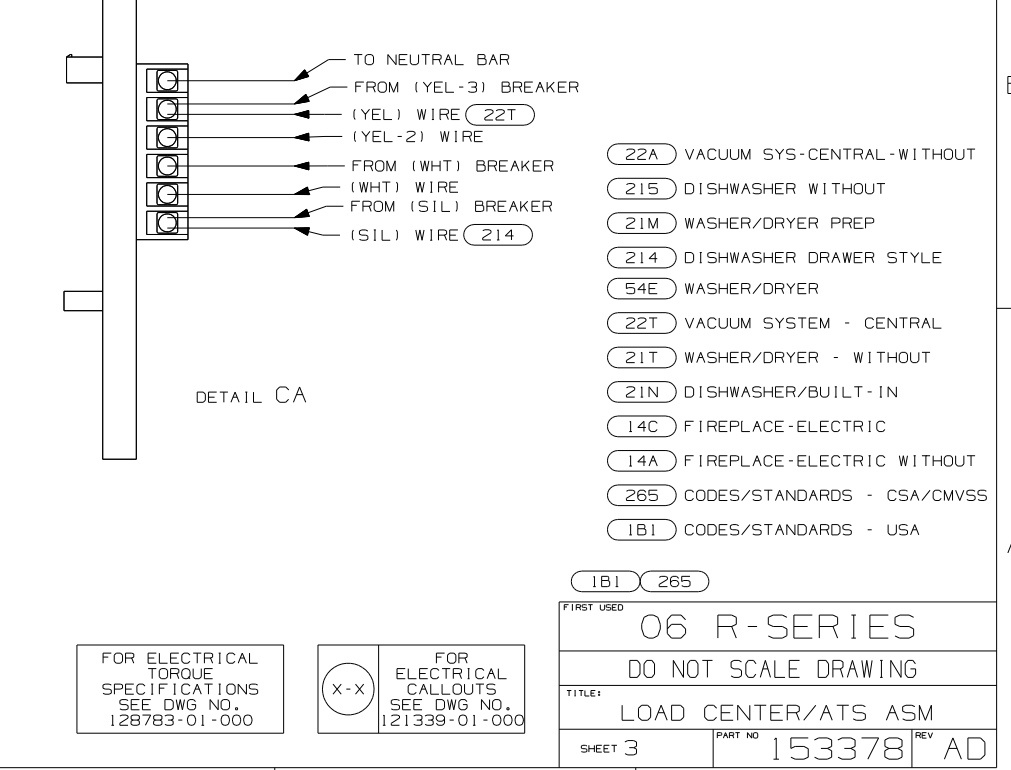 TO NEUTRAL BAR
FROM (YEL-3) BREAKER
(YEL) WIRE 22T
(YEL-2) WIRE
FROM (WHT) BREAKER
(WHT) WIRE
FROM (SIL) BREAKER
(SIL) WIRE 214
DETAIL CA
22A VACUUM SYS-CENTRAL-WITHOUT
215 DISHWASHER WITHOUT
21M WASHER/DRYER PREP
214 DISHWASHER DRAWER STYLE
54E WASHER/DRYER
22T VACUUM SYSTEM - CENTRAL
21T WASHER/DRYER - WITHOUT
21N DISHWASHER/BUILT-IN
14C FIREPLACE-ELECTRIC
14A FIREPLACE-ELECTRIC WITHOUT
265 CODES/STANDARDS - CSA/CMVSS
1B1 CODES/STANDARDS - USA
1B1 265
FOR ELECTRICAL
TORQUE
SPECIFICATIONS
SEE DWG NO.
128783-01-000
X-X
FOR
ELECTRICAL
CALLOUTS
SEE DWG NO.
121339-01-000
FIRST USED
06 R-SERIES
DO NOT SCALE DRAWING
TITLE:
LOAD CENTER/ATS ASM
SHEET 3
PART NO 153378
REV AD